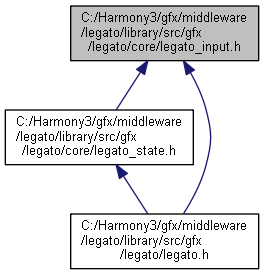 C:/Harmony3/gfx/middleware
/legato/library/src/gfx
/legato/core/legato_input.h
C:/Harmony3/gfx/middleware
/legato/library/src/gfx
/legato/core/legato_state.h
C:/Harmony3/gfx/middleware
/legato/library/src/gfx
/legato/legato.h